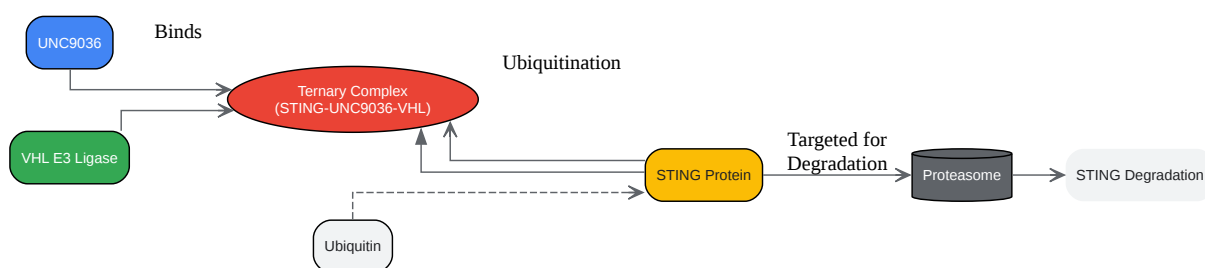 Binds
UNC9036
Ubiquitination
Ternary Complex
(STING-UNC9036-VHL)
VHL E3 Ligase
Targeted for
Degradation
STING Protein
Proteasome
STING Degradation
Ubiquitin